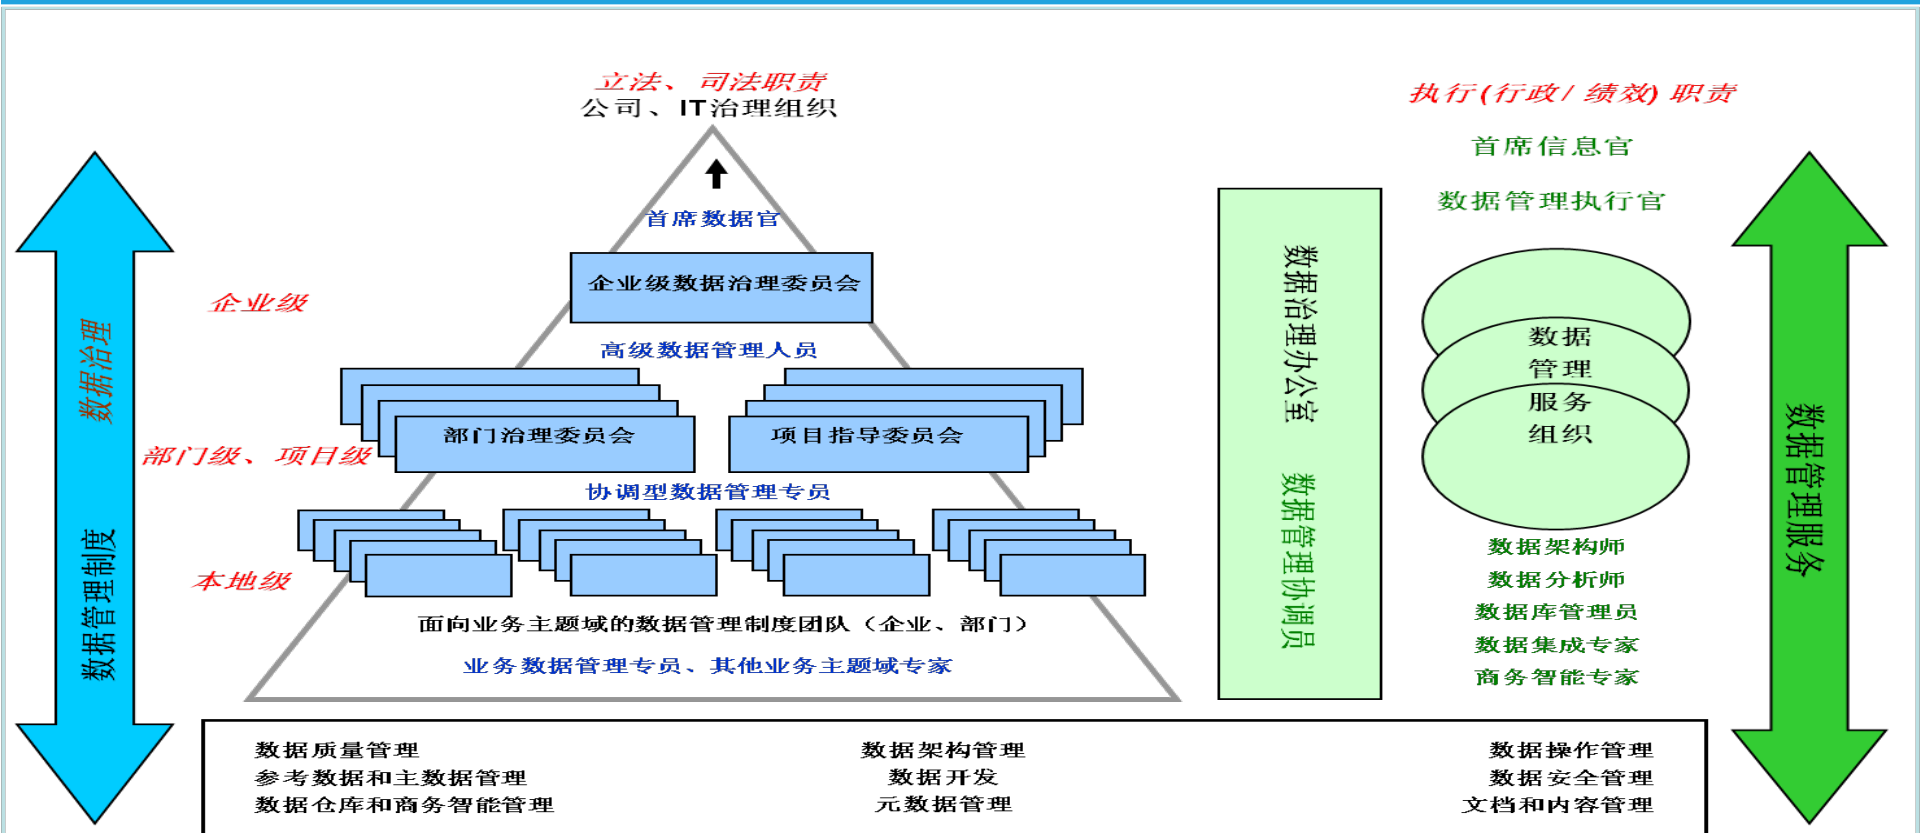 立法、司法职责
公司、IT治理组织
首席数据官
企业级数据治理委员会
高级数据管理人员
部门治理委员会
项目指导委员会
协调型数据管理专员
面向业务主题域的数据管理制度团队（企业、部门）
业务数据管理专员、其他业务主题域专家
企业级
部门级、项目级
本地级
数据治理
数据管理制度
执行(行政/ 绩效) 职责
首席信息官
数据管理执行官
数据治理办公室
数据管理协调员
数据
管理
服务
组织
数据架构师
数据分析师
数据库管理员
数据集成专家
商务智能专家
数据管理服务
数据质量管理
参考数据和主数据管理
数据仓库和商务智能管理
数据架构管理
数据开发
元数据管理
数据操作管理
数据安全管理
文档和内容管理